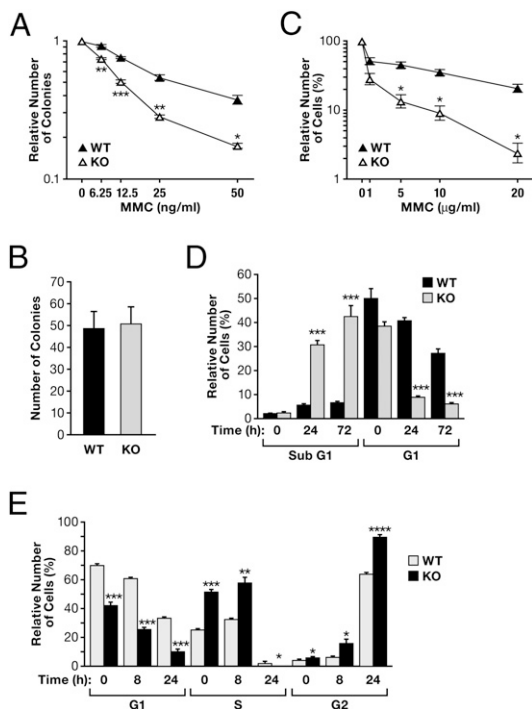 A
Relative Number
of Colonies
1
**
***
**
*
0.1
WT
KO
0 6.25 12.5 25 50
MMC (ng/ml)
C
Relative Number
of Cells (%)
100
10
1
*
*
*
WT
KO
0 1 5 10 20
MMC (μg/ml)
B
Number of Colonies
70
60
50
40
30
20
10
0
WT KO
D
Relative Number
of Cells (%)
60
50
40
30
20
10
0
***
***
***
***
WT
KO
Time (h): 0 24 72 0 24 72
Sub G1 G1
E
Relative Number
of Cells (%)
100
80
60
40
20
0
***
***
***
***
**
*
*
*
****
WT
KO
Time (h): 0 8 24 0 8 24 0 8 24
G1 S G2